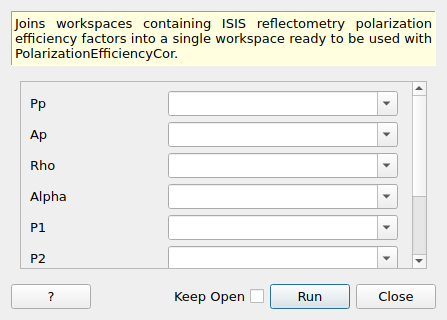 Joins workspaces containing ISIS reflectometry polarization
efficiency factors into a single workspace ready to be used with
PolarizationEfficiencyCor.
Pp
Ap
Rho
Alpha
P1
P2
? Keep Open Run Close